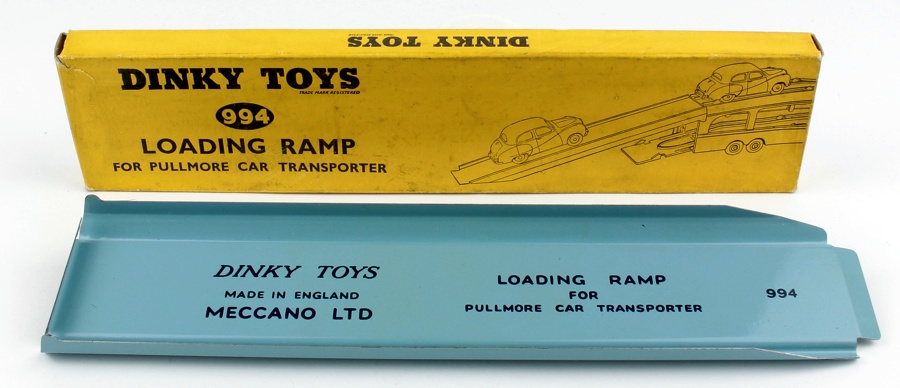 DINKY TOYS
DINKY TOYS
TRADE MARK REGISTERED
994
LOADING RAMP
FOR PULLMORE CAR TRANSPORTER
DINKY TOYS
MADE IN ENGLAND
MECCANO LTD
LOADING RAMP
FOR
PULLMORE CAR TRANSPORTER
994